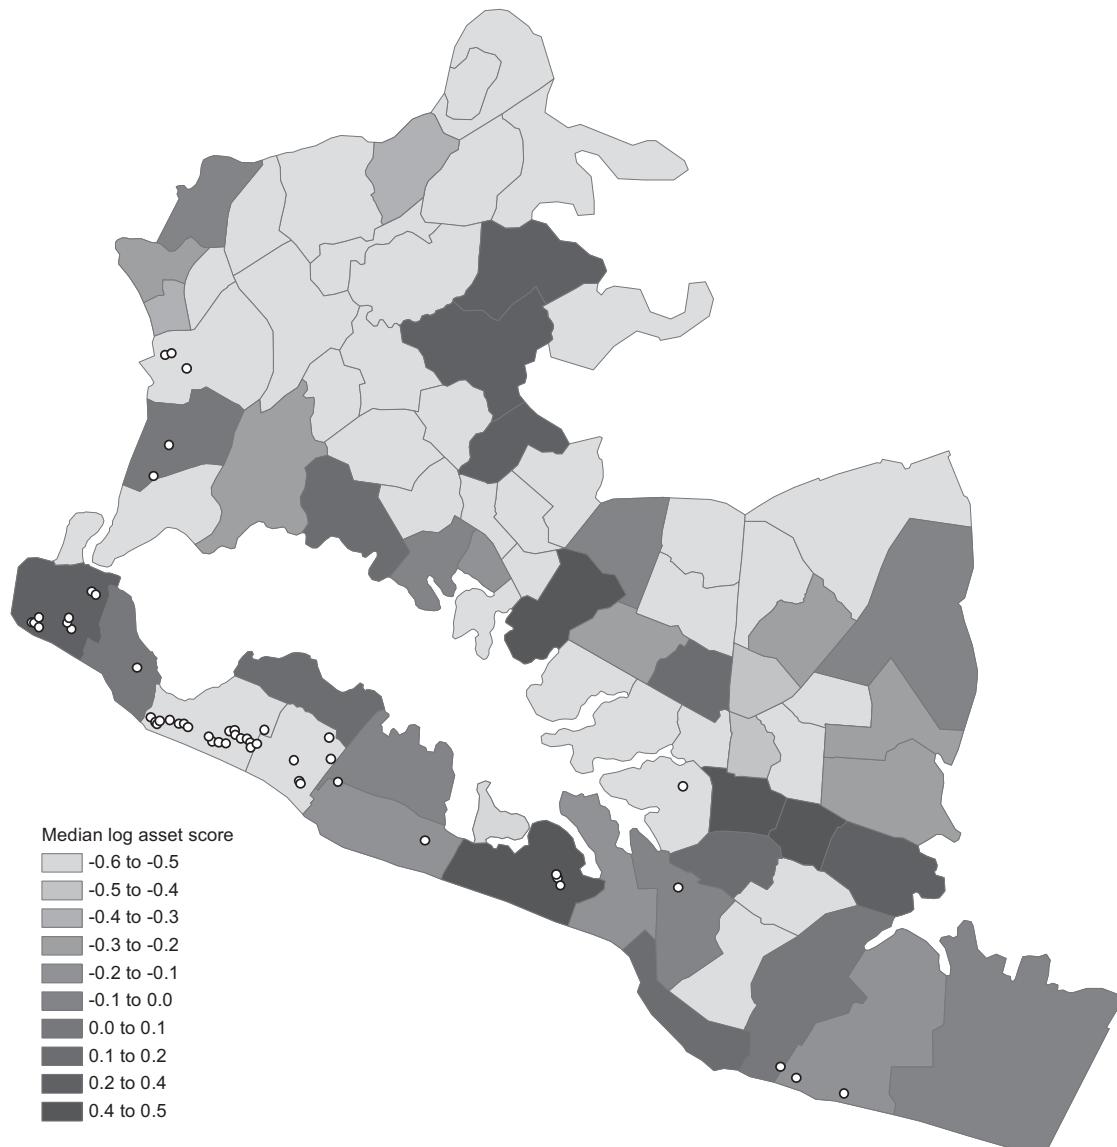 Median log asset score
-0.6 to -0.5
-0.5 to -0.4
-0.4 to -0.3
-0.3 to -0.2
-0.2 to -0.1
-0.1 to 0.0
0.0 to 0.1
0.1 to 0.2
0.2 to 0.4
0.4 to 0.5